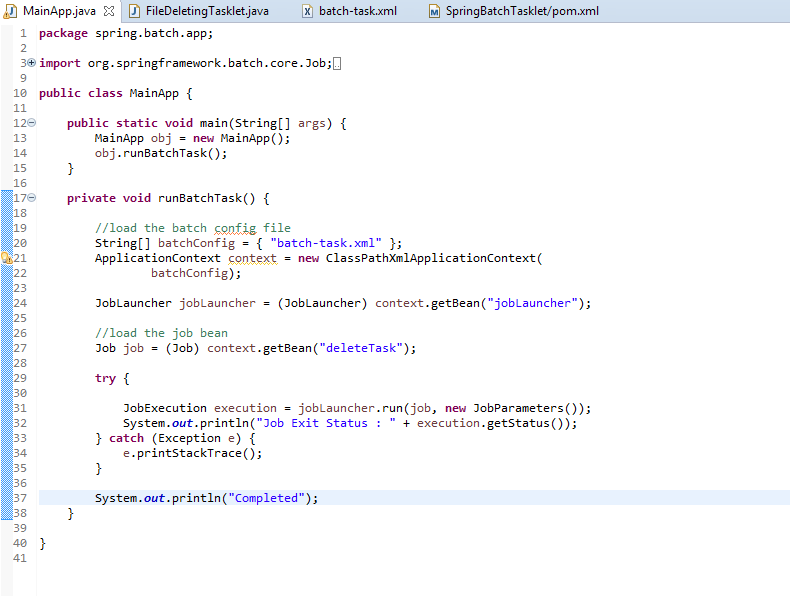 MainApp.java FileDeletingTasklet.java batch-task.xml SpringBatchTasklet/pom.xml
1 package spring.batch.app;
2
3 import org.springframework.batch.core.Job;
9
10 public class MainApp {
11
12 public static void main(String[] args) {
13 MainApp obj = new MainApp();
14 obj.runBatchTask();
15 }
16
17 private void runBatchTask() {
18
19 //load the batch config file
20 String[] batchConfig = { "batch-task.xml" };
21 ApplicationContext context = new ClassPathXmlApplicationContext(
22 batchConfig);
23
24 JobLauncher jobLauncher = (JobLauncher) context.getBean("jobLauncher");
25
26 //load the job bean
27 Job job = (Job) context.getBean("deleteTask");
28
29 try {
30
31 JobExecution execution = jobLauncher.run(job, new JobParameters());
32 System.out.println("Job Exit Status : " + execution.getStatus());
33 } catch (Exception e) {
34 e.printStackTrace();
35 }
36
37 System.out.println("Completed");
38 }
39
40 }
41